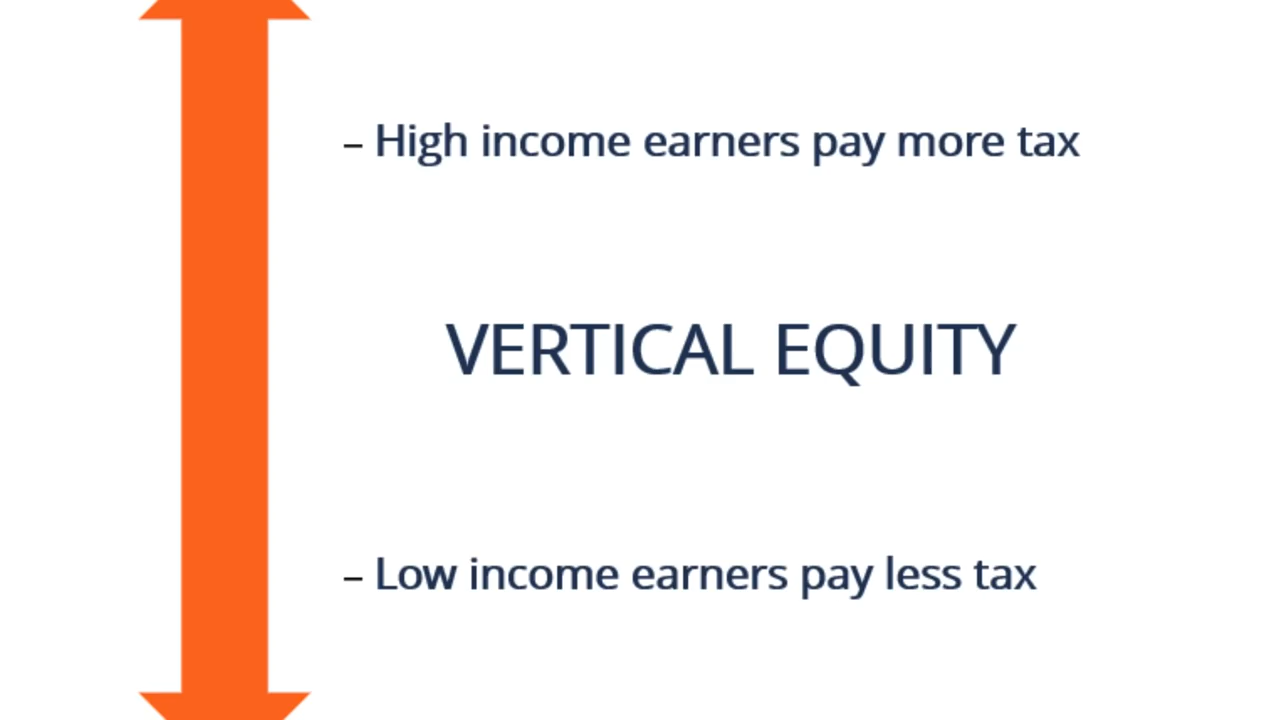 – High income earners pay more tax
VERTICAL EQUITY
– Low income earners pay less tax